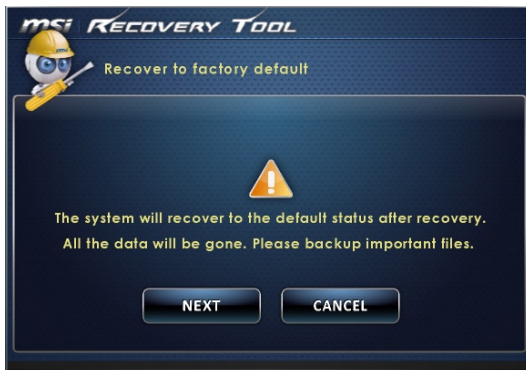 msi RECOVERY TOOL
Recover to factory default
The system will recover to the default status after recovery.
All the data will be gone. Please backup important files.
NEXT CANCEL